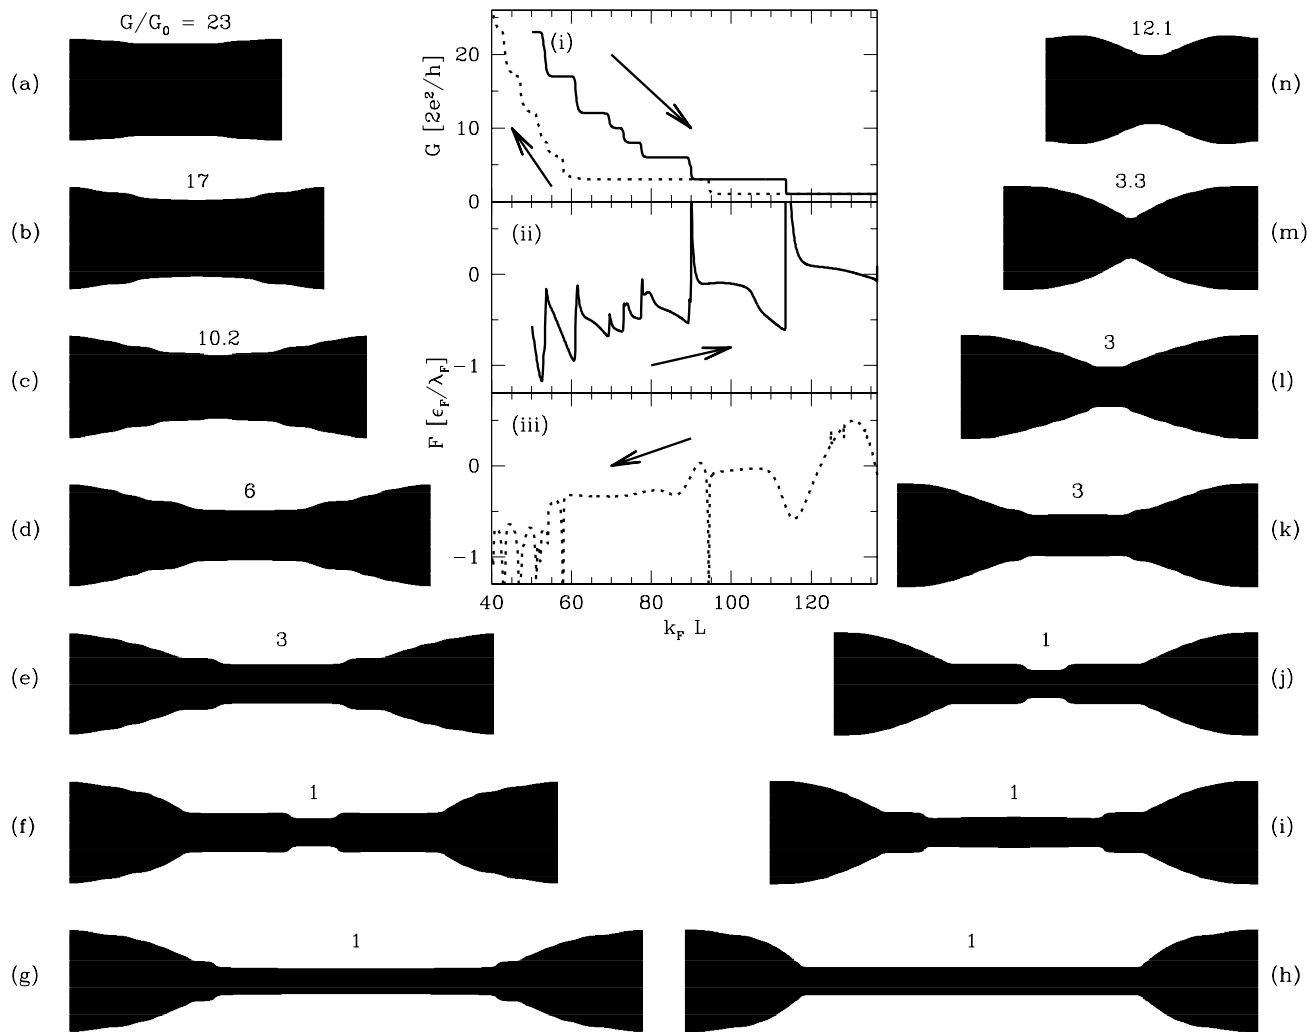 G/G₀ = 23
(a)
17
(b)
10.2
(c)
6
(d)
3
(e)
1
(f)
1
(g)
(i)
G [2e²/h]
20
10
0
(ii)
0
−1
F [ϵ_F/λ_F]
(iii)
0
−1
40 60 80 100 120
k_F L
12.1
(n)
3.3
(m)
3
(l)
3
(k)
1
(j)
1
(i)
1
(h)